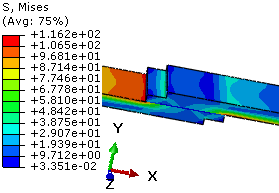 S, Mises
(Avg: 75%)
+1.162e+02
+1.065e+02
+9.681e+01
+8.714e+01
+7.746e+01
+6.778e+01
+5.810e+01
+4.842e+01
+3.875e+01
+2.907e+01
+1.939e+01
+9.712e+00
+3.351e-02
Y
X
Z